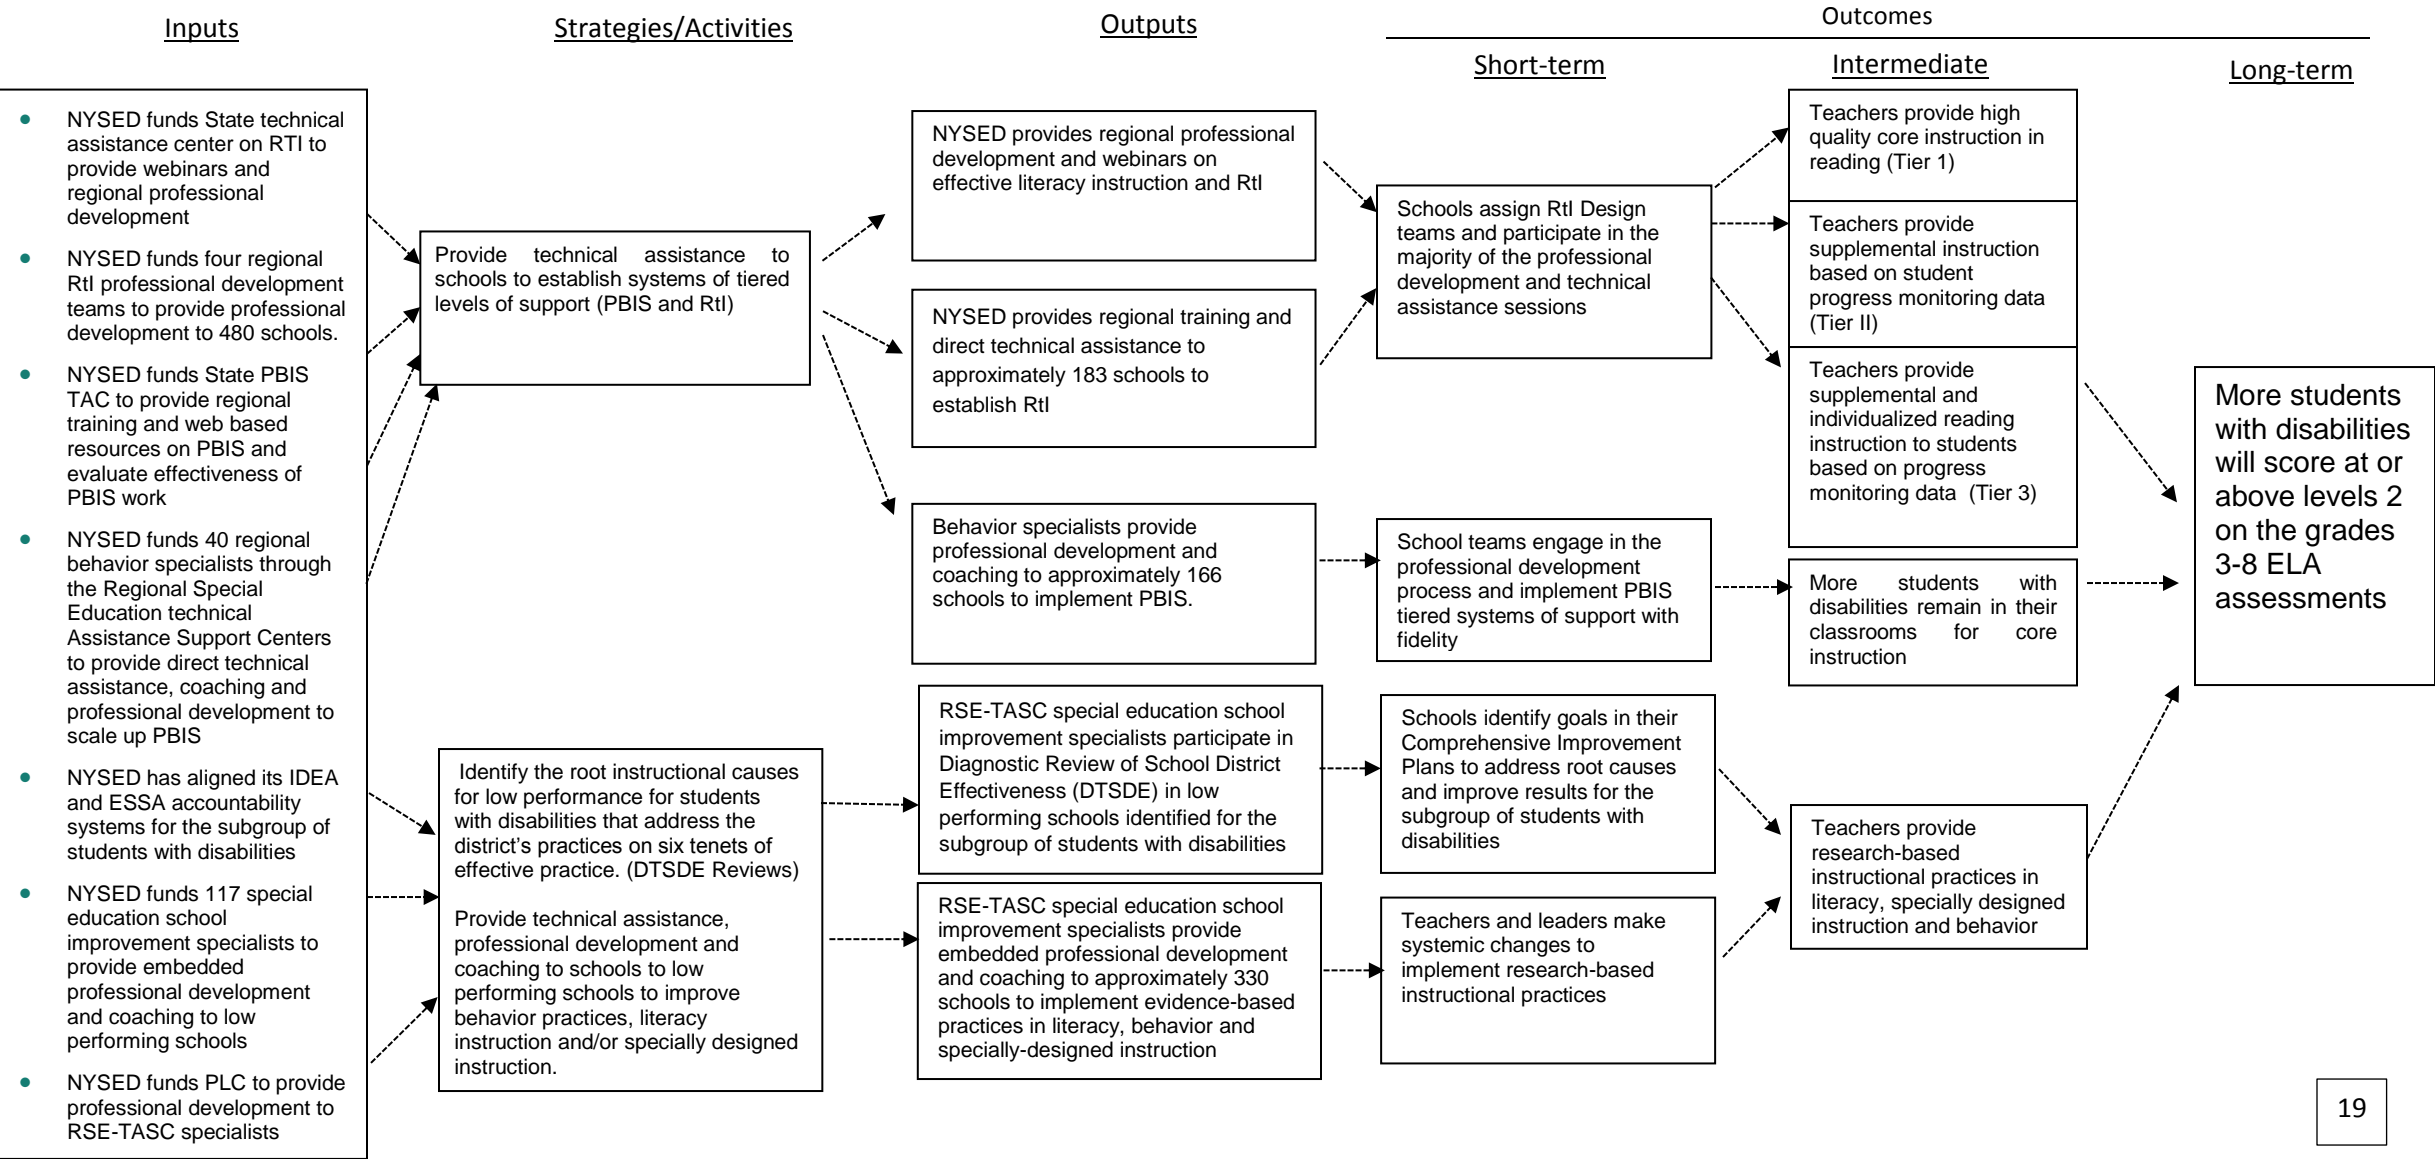 Inputs
Strategies/Activities
Outputs
Outcomes
Short-term
Intermediate
Long-term
NYSED funds State technical
assistance center on RTI to
provide webinars and
regional professional
development
NYSED funds four regional
RtI professional development
teams to provide professional
development to 480 schools.
NYSED funds State PBIS
TAC to provide regional
training and web based
resources on PBIS and
evaluate effectiveness of
PBIS work
NYSED funds 40 regional
behavior specialists through
the Regional Special
Education technical
Assistance Support Centers
to provide direct technical
assistance, coaching and
professional development to
scale up PBIS
NYSED has aligned its IDEA
and ESSA accountability
systems for the subgroup of
students with disabilities
NYSED funds 117 special
education school
improvement specialists to
provide embedded
professional development
and coaching to low
performing schools
NYSED funds PLC to provide
professional development to
RSE-TASC specialists
Provide technical assistance to
schools to establish systems of tiered
levels of support (PBIS and RtI)
Identify the root instructional causes
for low performance for students
with disabilities that address the
district’s practices on six tenets of
effective practice. (DTSDE Reviews)
Provide technical assistance,
professional development and
coaching to schools to low
performing schools to improve
behavior practices, literacy
instruction and/or specially designed
instruction.
NYSED provides regional professional
development and webinars on
effective literacy instruction and RtI
NYSED provides regional training and
direct technical assistance to
approximately 183 schools to
establish RtI
Behavior specialists provide
professional development and
coaching to approximately 166
schools to implement PBIS.
RSE-TASC special education school
improvement specialists participate in
Diagnostic Review of School District
Effectiveness (DTSDE) in low
performing schools identified for the
subgroup of students with disabilities
RSE-TASC special education school
improvement specialists provide
embedded professional development
and coaching to approximately 330
schools to implement evidence-based
practices in literacy, behavior and
specially-designed instruction
Schools assign RtI Design
teams and participate in the
majority of the professional
development and technical
assistance sessions
School teams engage in the
professional development
process and implement PBIS
tiered systems of support with
fidelity
Schools identify goals in their
Comprehensive Improvement
Plans to address root causes
and improve results for the
subgroup of students with
disabilities
Teachers and leaders make
systemic changes to
implement research-based
instructional practices
Teachers provide high
quality core instruction in
reading (Tier 1)
Teachers provide
supplemental instruction
based on student
progress monitoring data
(Tier II)
Teachers provide
supplemental and
individualized reading
instruction to students
based on progress
monitoring data (Tier 3)
More students with
disabilities remain in their
classrooms for core
instruction
Teachers provide
research-based
instructional practices in
literacy, specially designed
instruction and behavior
More students
with disabilities
will score at or
above levels 2
on the grades
3-8 ELA
assessments
19